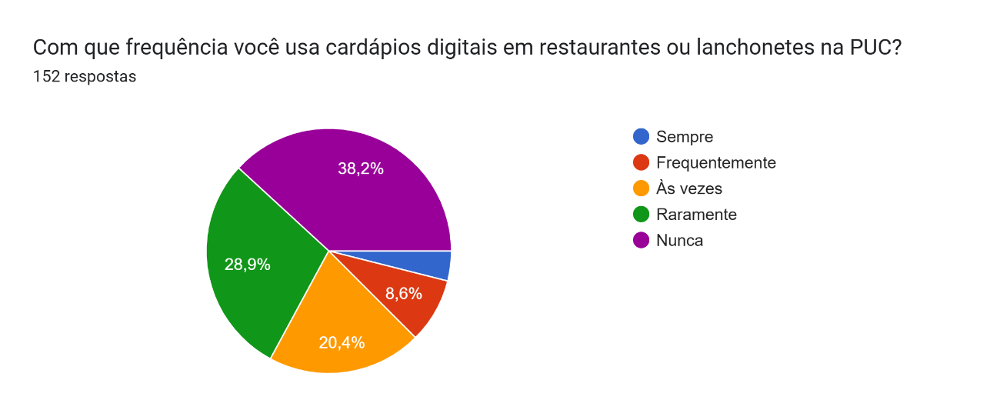 Com que frequência você usa cardápios digitais em restaurantes ou lanchonetes na PUC?
152 respostas
38,2%
28,9%
8,6%
20,4%
Sempre
Frequentemente
Às vezes
Raramente
Nunca